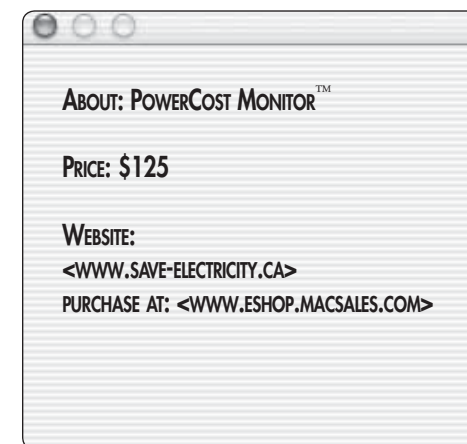 About: PowerCost Monitor™
Price: $125
Website:
<www.save-electricity.ca>
purchase at: <www.eshop.macsales.com>